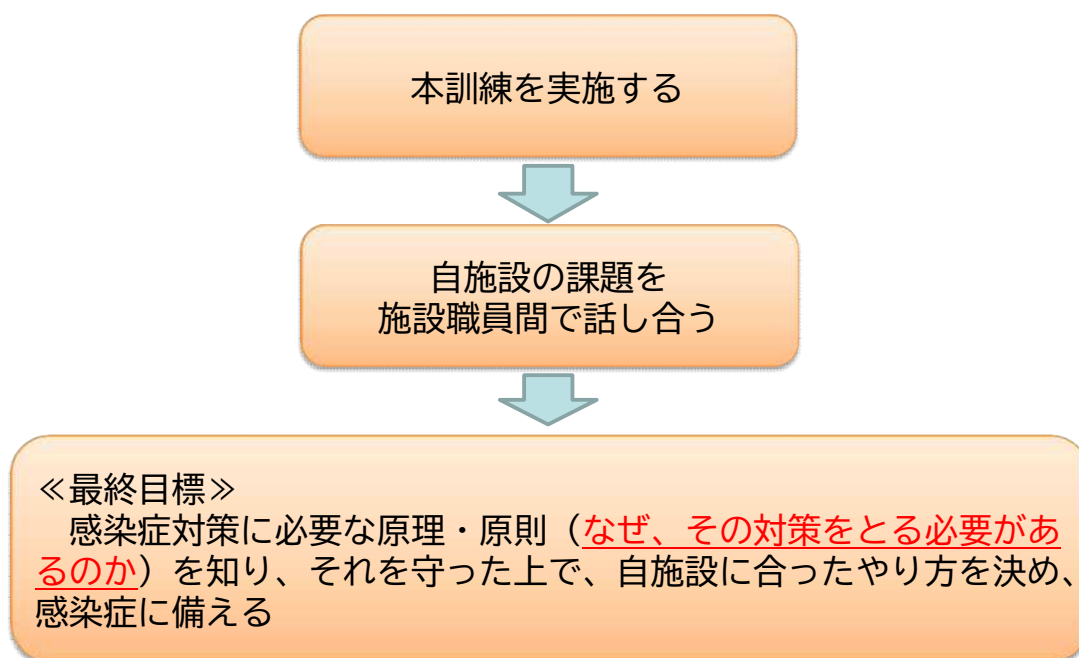 本訓練を実施する
自施設の課題を
施設職員間で話し合う
≪最終目標≫
　感染症対策に必要な原理・原則（なぜ、その対策をとる必要があ
るのか）を知り、それを守った上で、自施設に合ったやり方を決め、
感染症に備える